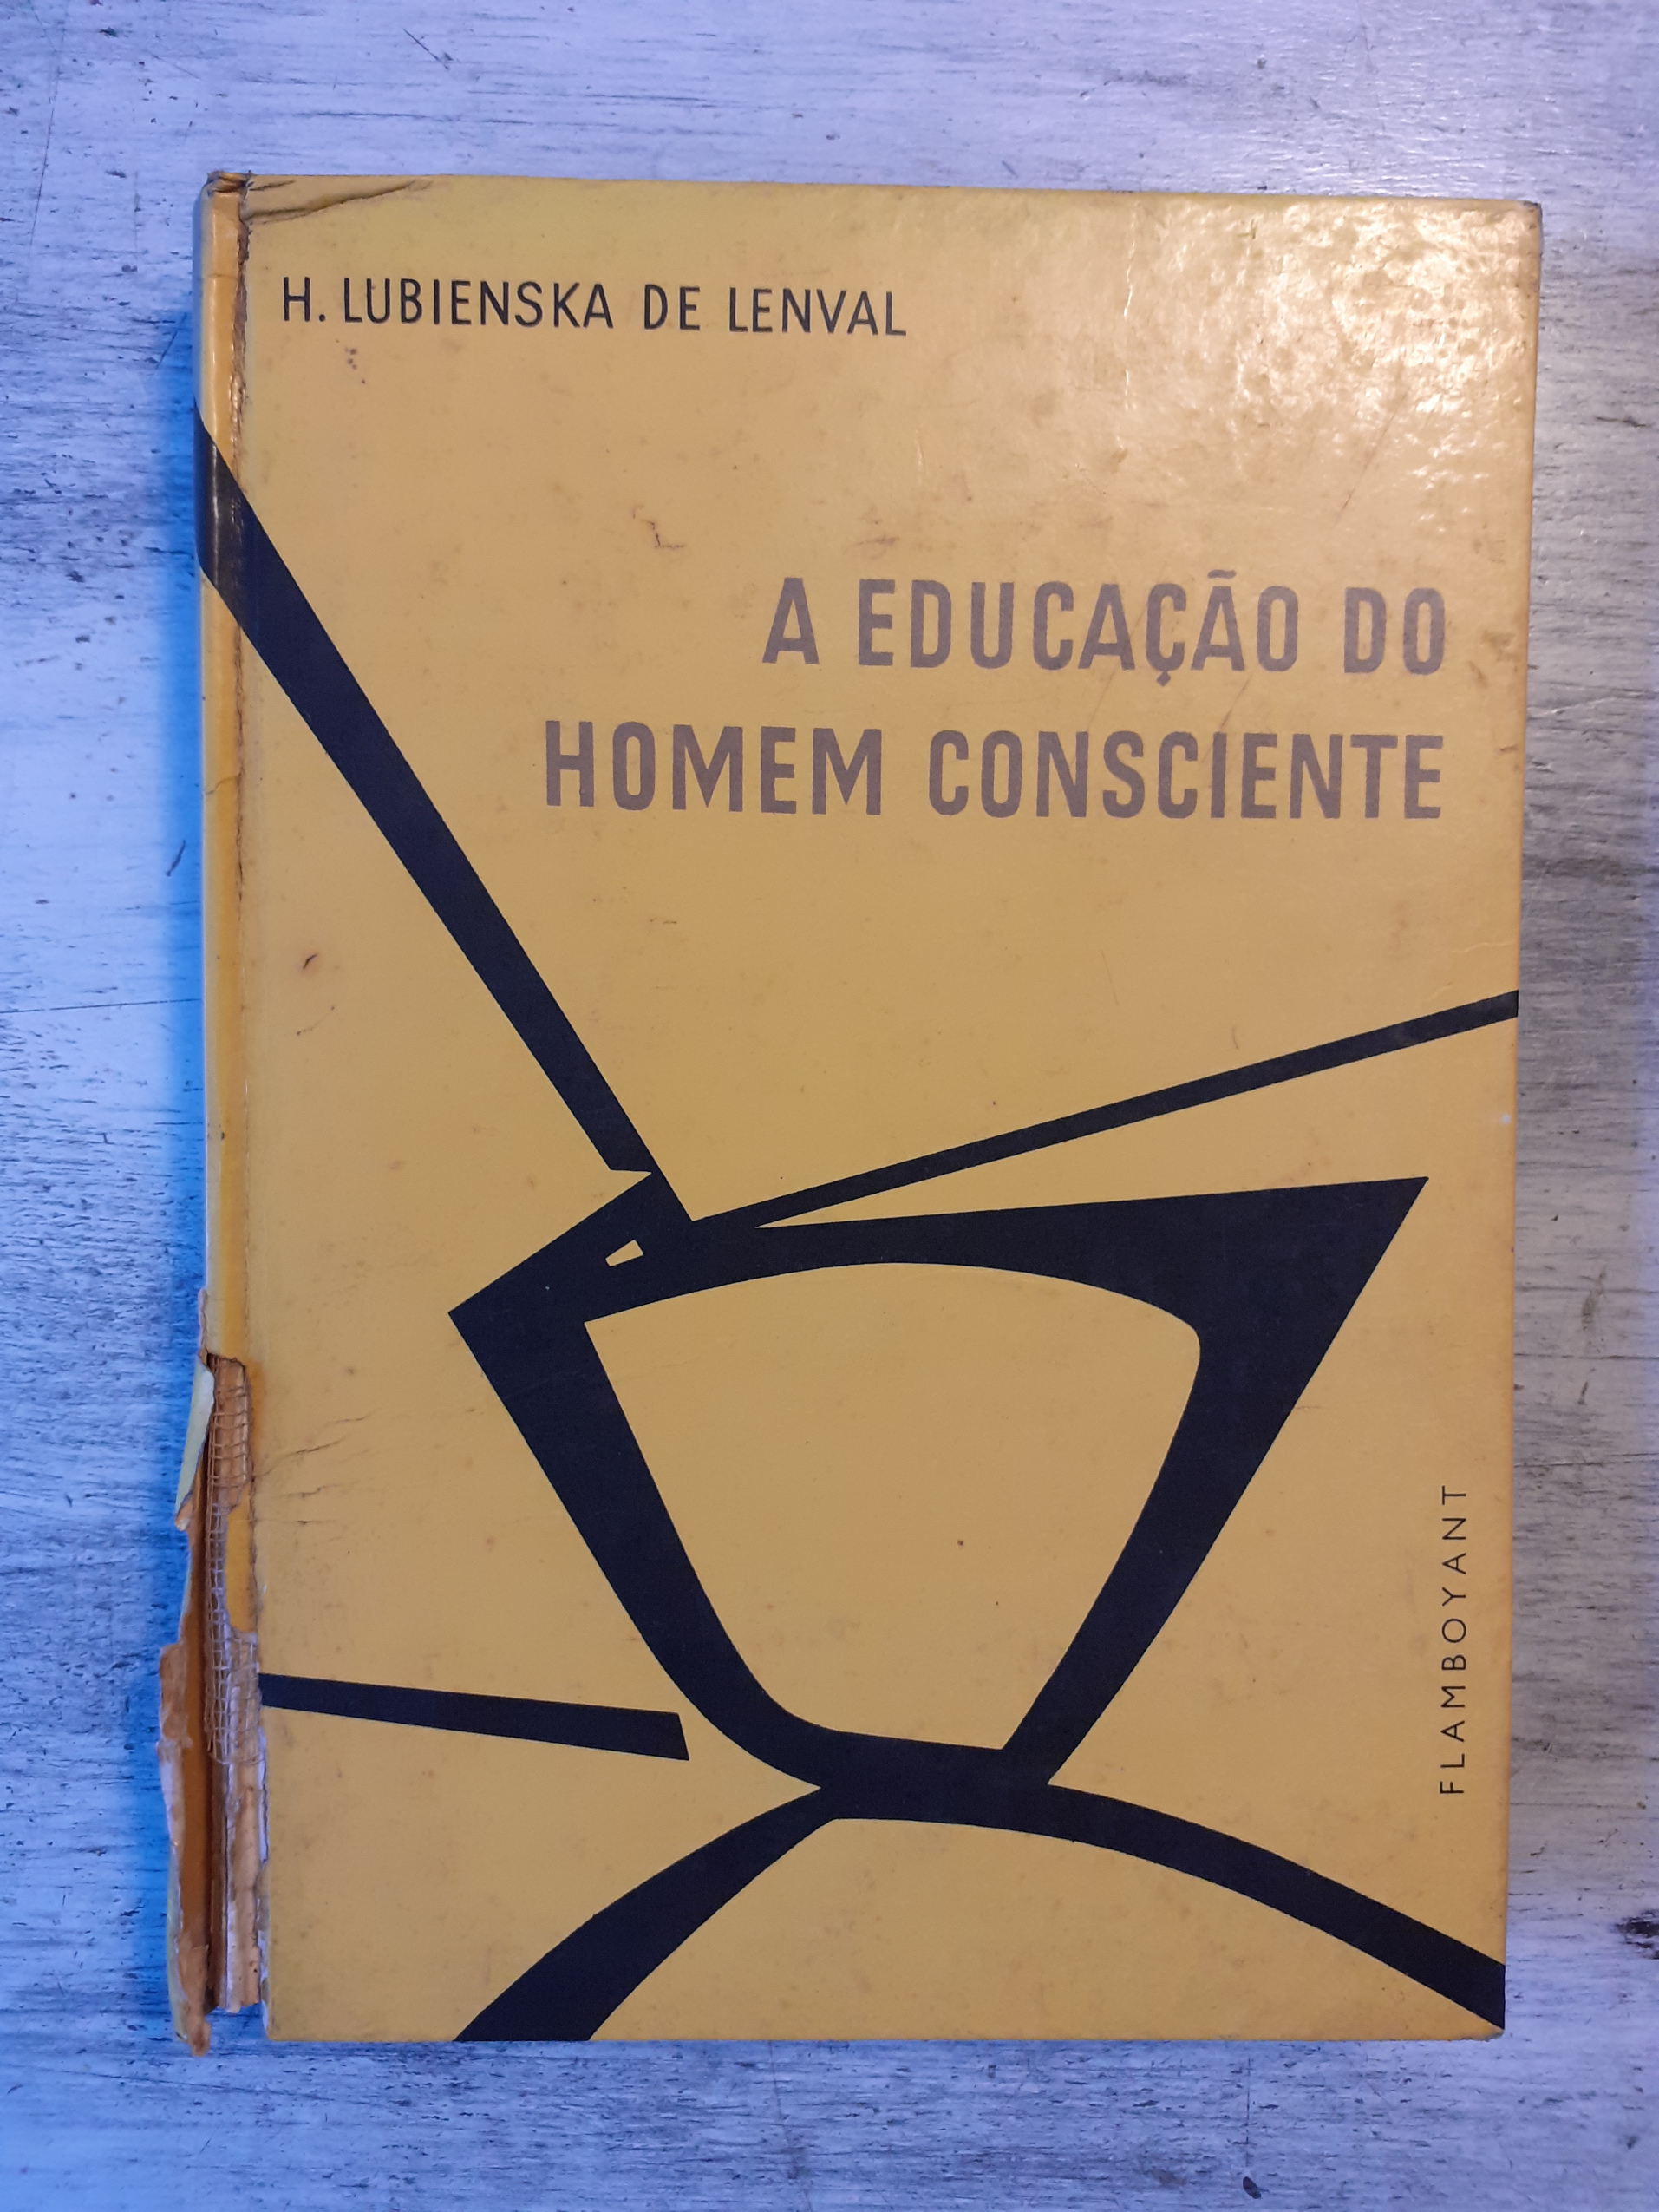 H. LUBIENSKA DE LENVAL
A EDUCAÇÃO DO
HOMEM CONSCIENTE
FLAMBOYANT